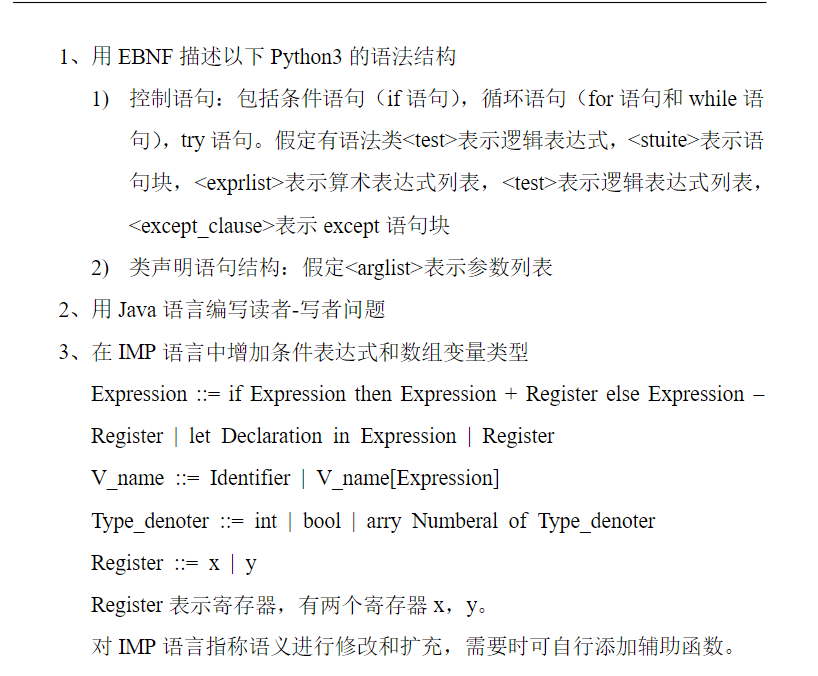 1、用 EBNF 描述以下 Python3 的语法结构
1) 控制语句：包括条件语句（if 语句），循环语句（for 语句和 while 语
句），try 语句。假定有语法类<test>表示逻辑表达式，<stuite>表示语
句块，<exprlist>表示算术表达式列表，<test>表示逻辑表达式列表，
<except_clause>表示 except 语句块
2) 类声明语句结构：假定<arglist>表示参数列表
2、用 Java 语言编写读者-写者问题
3、在 IMP 语言中增加条件表达式和数组变量类型
Expression ::= if Expression then Expression + Register else Expression –
Register | let Declaration in Expression | Register
V_name ::= Identifier | V_name[Expression]
Type_denoter ::= int | bool | arry Numberal of Type_denoter
Register ::= x | y
Register 表示寄存器，有两个寄存器 x，y。
对 IMP 语言指称语义进行修改和扩充，需要时可自行添加辅助函数。